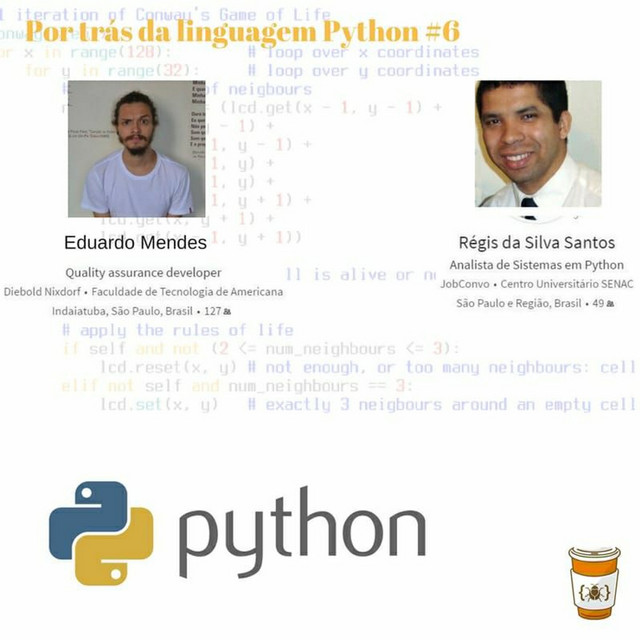 l iteration of Conway's Game of Life
Por trás da linguagem Python #6
x in range(128): # loop over x coordinates
for y in range(32): # loop over y coordinates
# f neigbours
(lcd.get(x - 1, y - 1) +
- 1) +
1, y - 1) +
1, y) +
1, y) +
1, y + 1) +
lcd.get(x, y + 1) +
1, y + 1))
Eduardo Mendes
Quality assurance developer
Diebold Nixdorf • Faculdade de Tecnologia de Americana
Indaiatuba, São Paulo, Brasil • 127
Régis da Silva Santos
Analista de Sistemas em Python
JobConvo • Centro Universitário SENAC
São Paulo e Região, Brasil • 49
ll is alive or n
# apply the rules of life
if self and not (2 <= num_neighbours <= 3):
lcd.reset(x, y) # not enough, or too many neighbours: cell
elif not self and num_neighbours == 3:
lcd.set(x, y) # exactly 3 neigbours around an empty cell
python